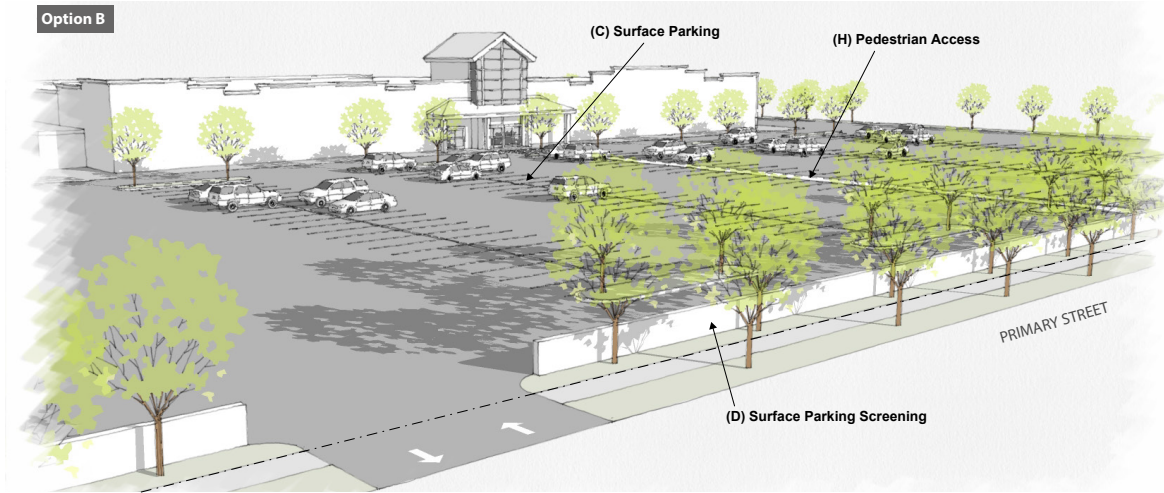 Option B
(C) Surface Parking
(H) Pedestrian Access
PRIMARY STREET
(D) Surface Parking Screening